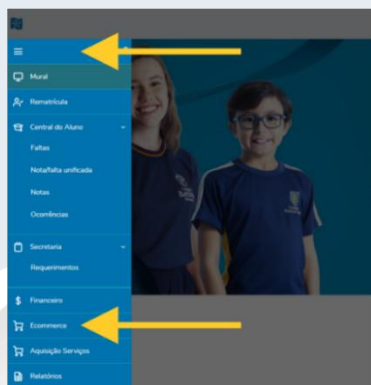 Mural
Rematrícula
Central do Aluno
Faltas
Nota/falta unificada
Notas
Ocorrências
Secretaria
Requerimentos
Financeiro
Ecommerce
Aquisição Serviços
Relatórios